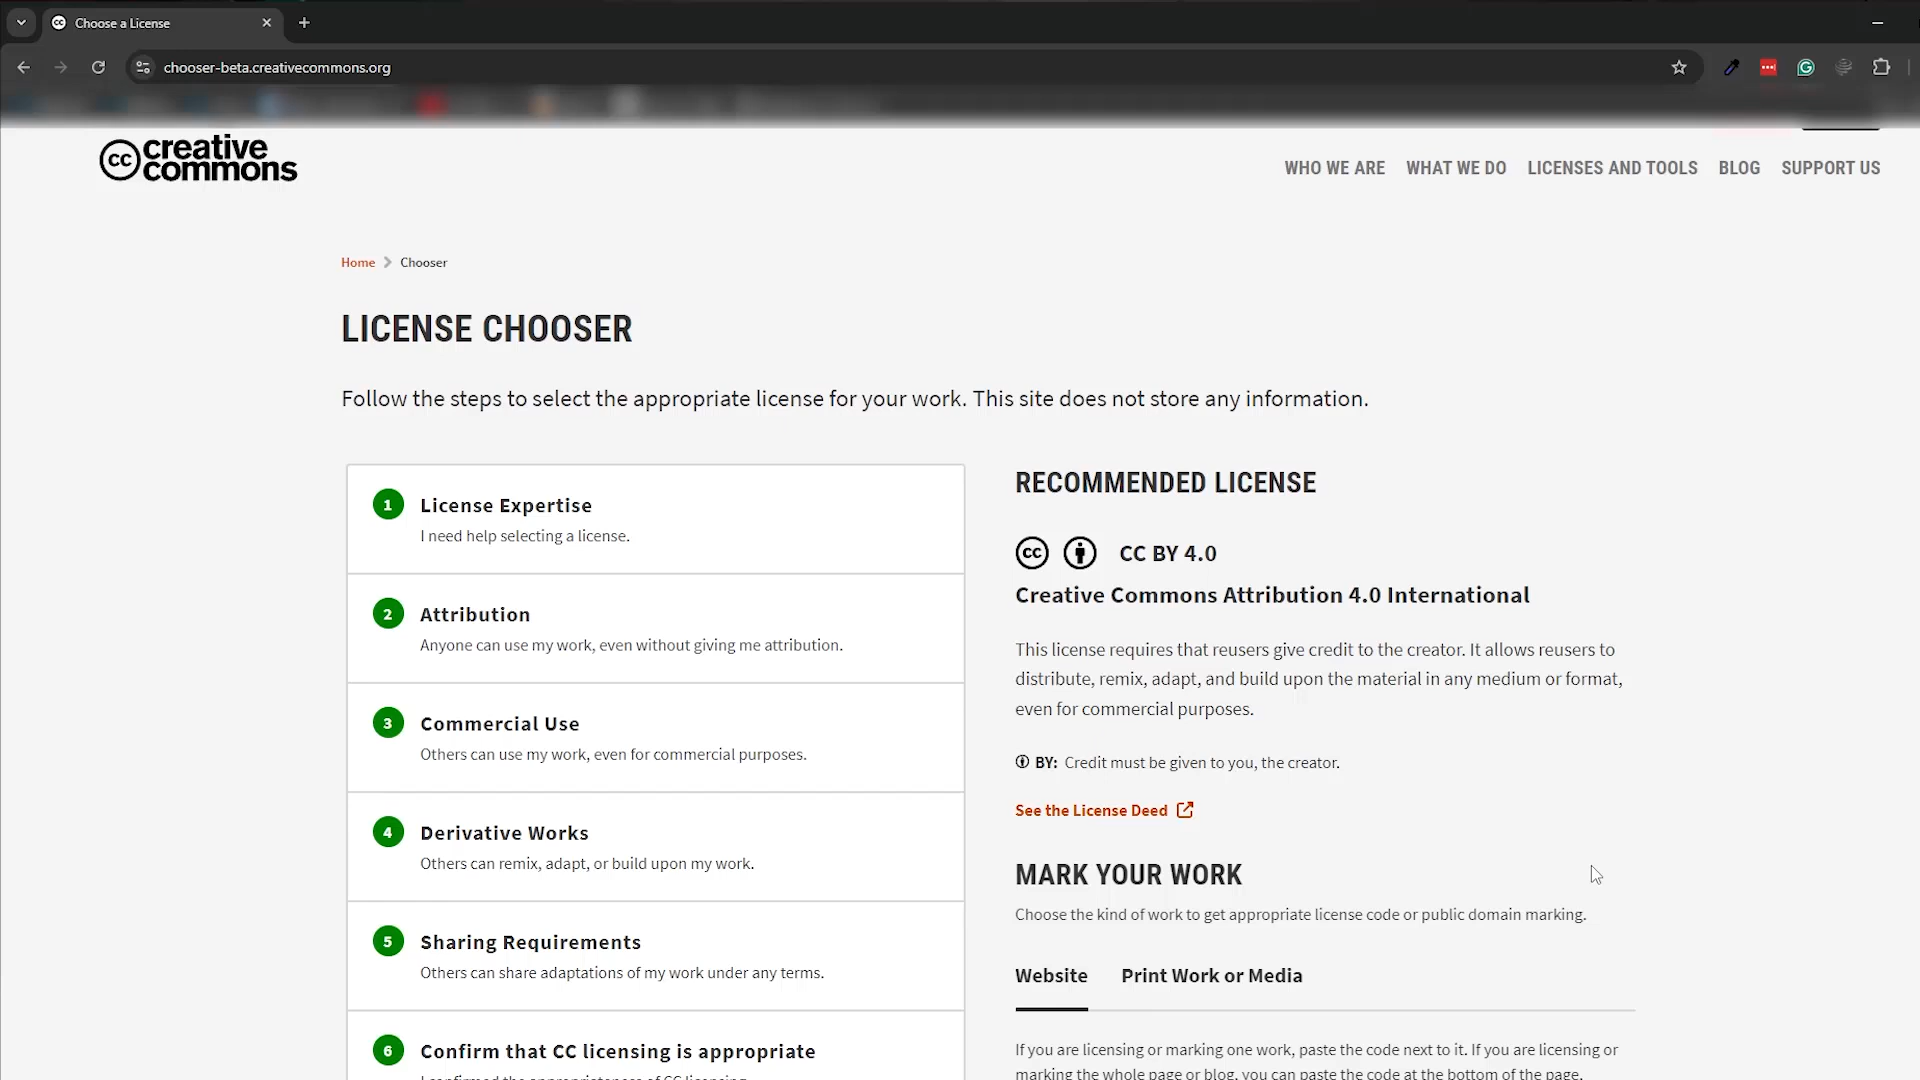 Choose a License
chooser-beta.creativecommons.org
cc creative
commons
WHO WE ARE WHAT WE DO LICENSES AND TOOLS BLOG SUPPORT US
Home Chooser
LICENSE CHOOSER
Follow the steps to select the appropriate license for your work. This site does not store any information.
1 License Expertise
I need help selecting a license.
2 Attribution
Anyone can use my work, even without giving me attribution.
3 Commercial Use
Others can use my work, even for commercial purposes.
4 Derivative Works
Others can remix, adapt, or build upon my work.
5 Sharing Requirements
Others can share adaptations of my work under any terms.
6 Confirm that CC licensing is appropriate
I confirmed the appropriateness of CC licensing.
RECOMMENDED LICENSE
cc CC BY 4.0
Creative Commons Attribution 4.0 International
This license requires that reusers give credit to the creator. It allows reusers to
distribute, remix, adapt, and build upon the material in any medium or format,
even for commercial purposes.
BY: Credit must be given to you, the creator.
See the License Deed
MARK YOUR WORK
Choose the kind of work to get appropriate license code or public domain marking.
Website Print Work or Media
If you are licensing or marking one work, paste the code next to it. If you are licensing or
marking the whole page or blog, you can paste the code at the bottom of the page.